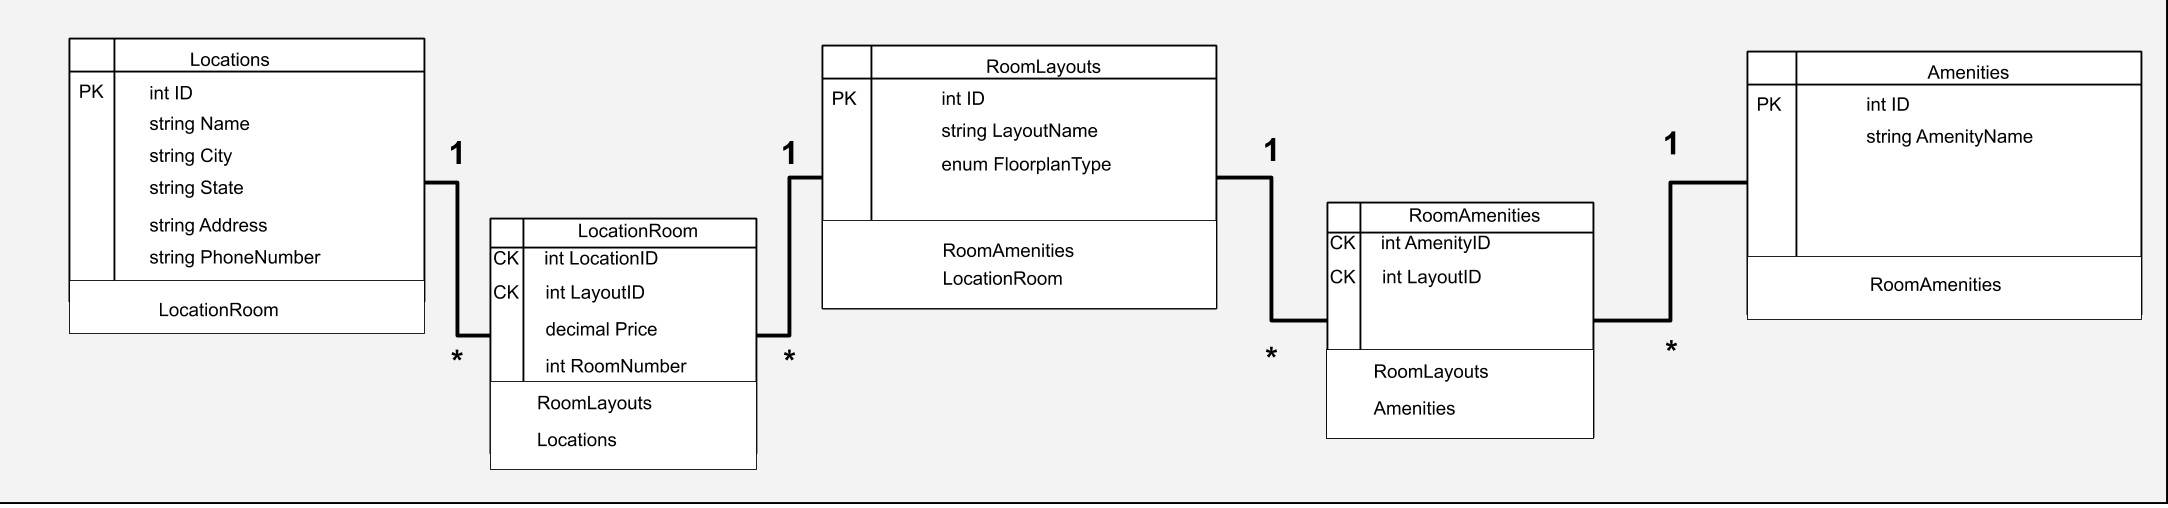 Locations
PK
int ID
string Name
string City
string State
string Address
string PhoneNumber
LocationRoom
1
*
LocationRoom
CK
int LocationID
CK
int LayoutID
decimal Price
int RoomNumber
RoomLayouts
Locations
1
*
RoomLayouts
PK
int ID
string LayoutName
enum FloorplanType
RoomAmenities
LocationRoom
1
*
RoomAmenities
CK
int AmenityID
CK
int LayoutID
RoomLayouts
Amenities
1
*
Amenities
PK
int ID
string AmenityName
RoomAmenities